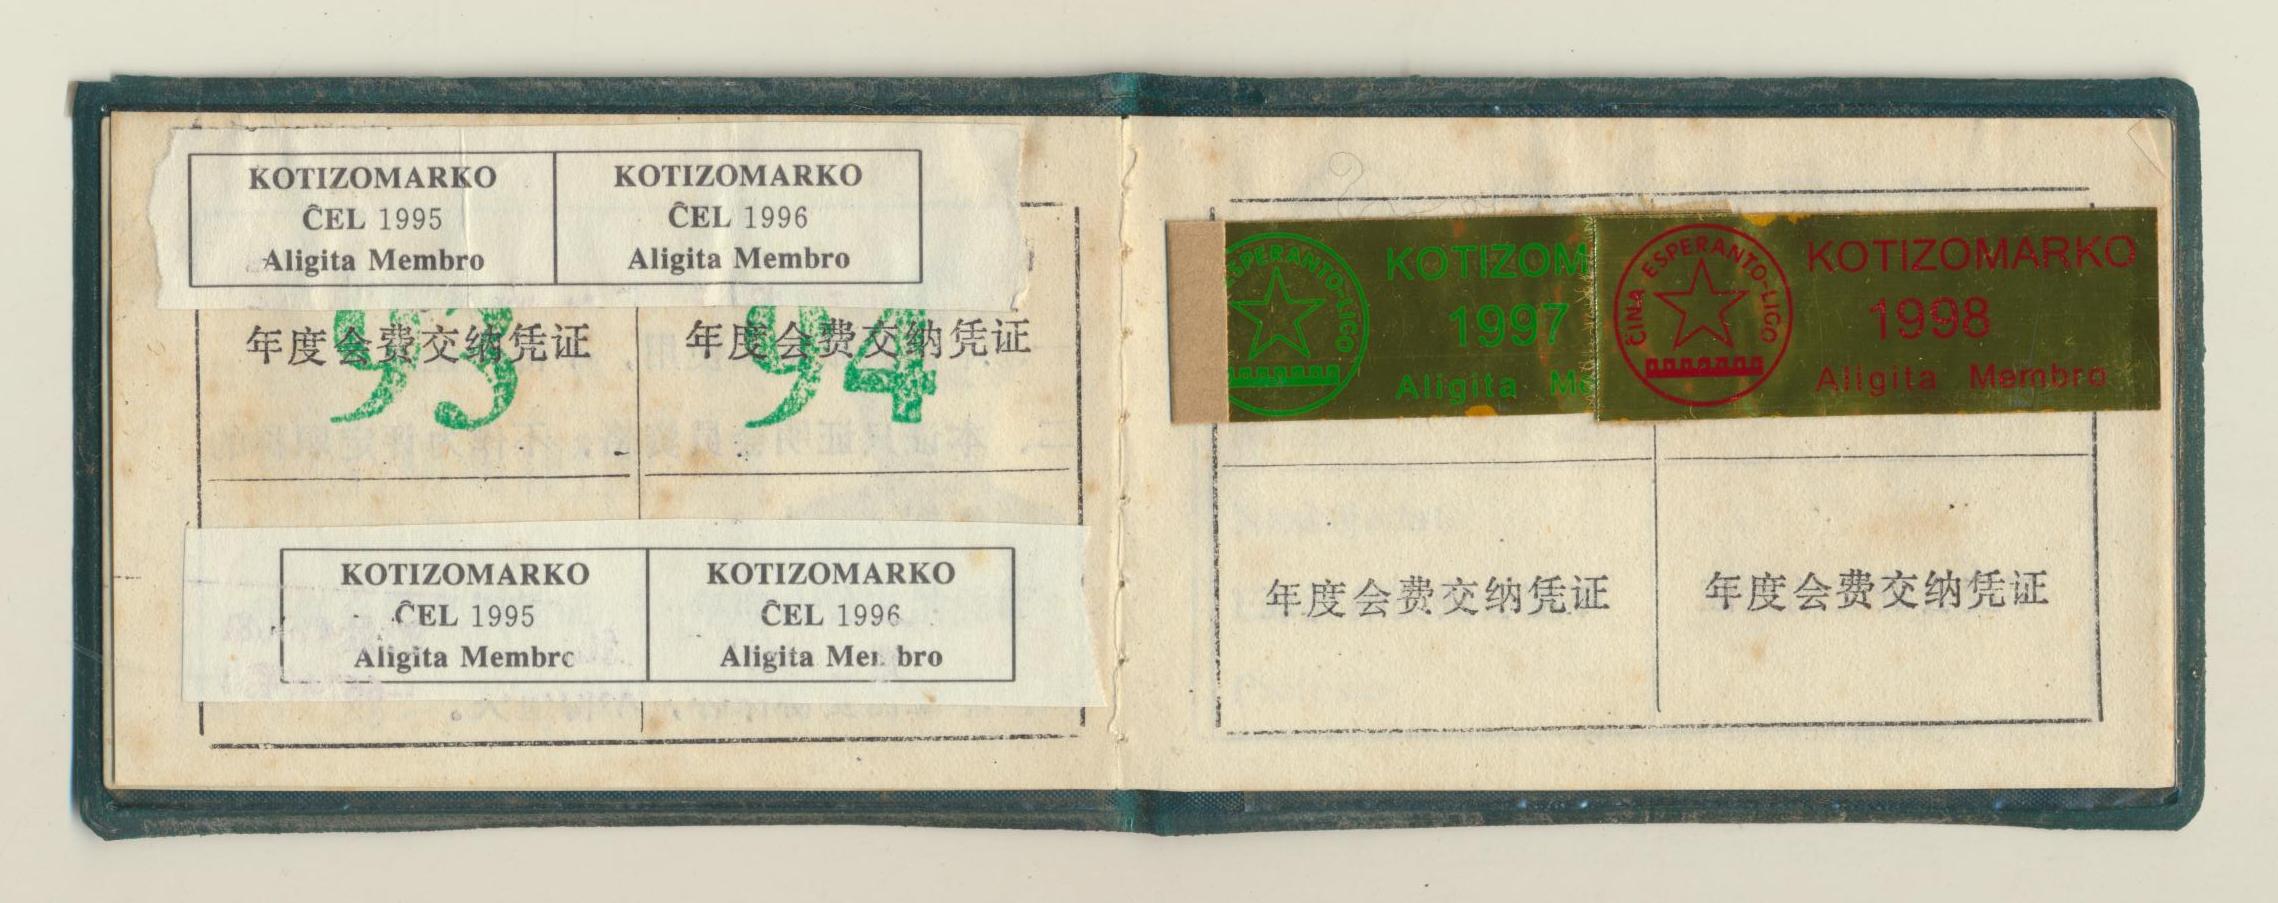 KOTIZOMARKO
ĈEL 1995
Aligita Membro
KOTIZOMARKO
ĈEL 1996
Aligita Membro
93
年度会费交纳凭证
94
年度会费交纳凭证
KOTIZOMARKO
ĈEL 1995
Aligita Membro
KOTIZOMARKO
ĈEL 1996
Aligita Mem bro
ESPERANTO-LIGO
KOTIZOM
1997
Aligita Me
ĈINA ESPERANTO-LIGO
KOTIZOMARKO
1998
Aligita Membro
年度会费交纳凭证
年度会费交纳凭证